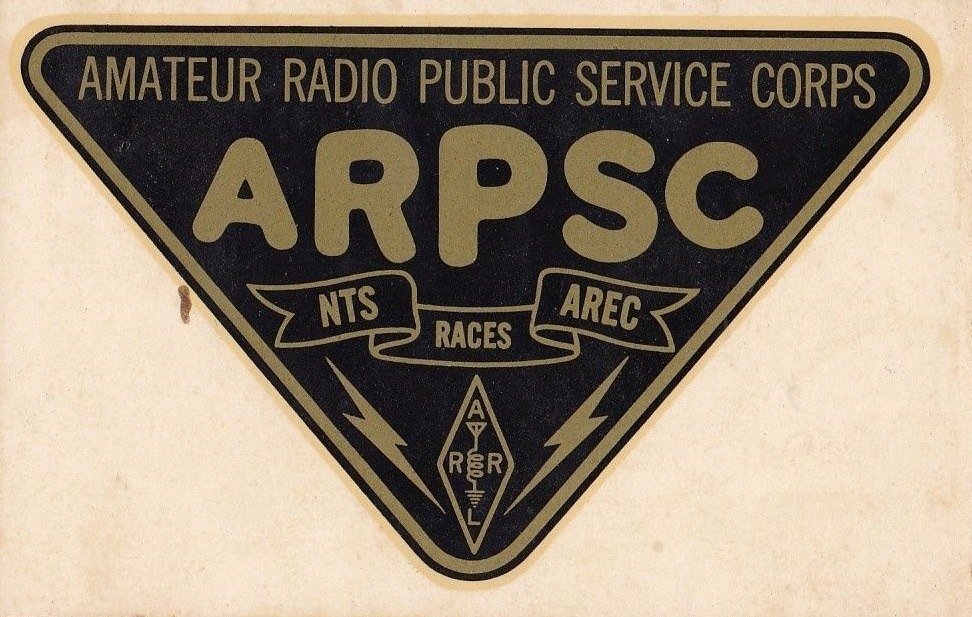 AMATEUR RADIO PUBLIC SERVICE CORPS
ARPSC
NTS RACES AREC
A
R R
L